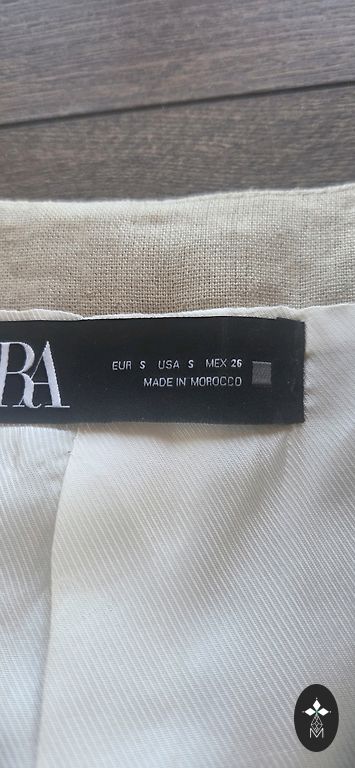 RA
EUR S USA S MEX 26
MADE IN MOROCCO
M